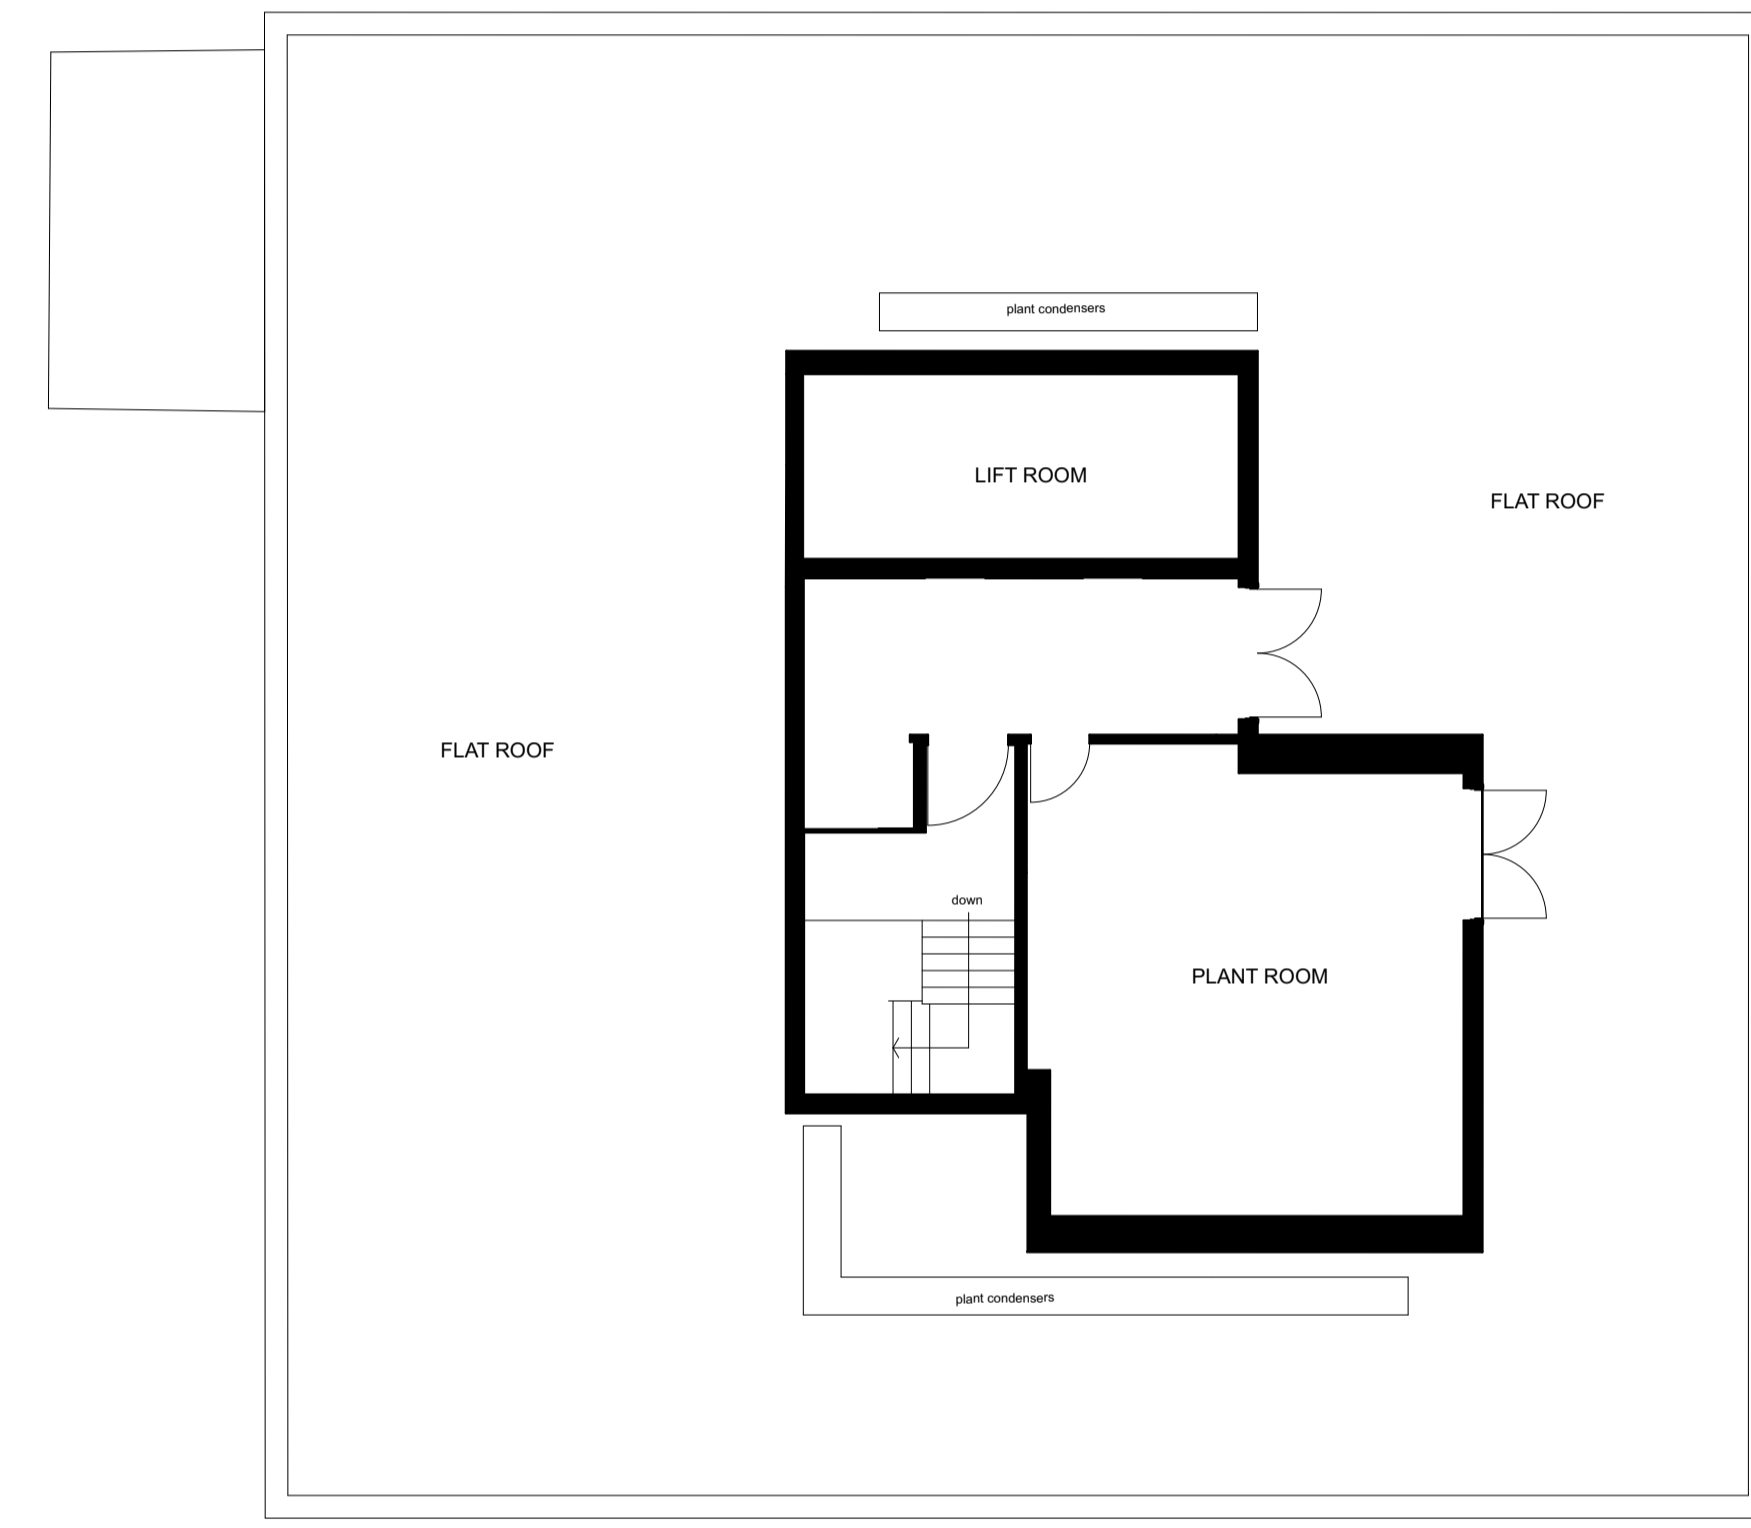 plant condensers
LIFT ROOM
FLAT ROOF
FLAT ROOF
down
PLANT ROOM
plant condensers